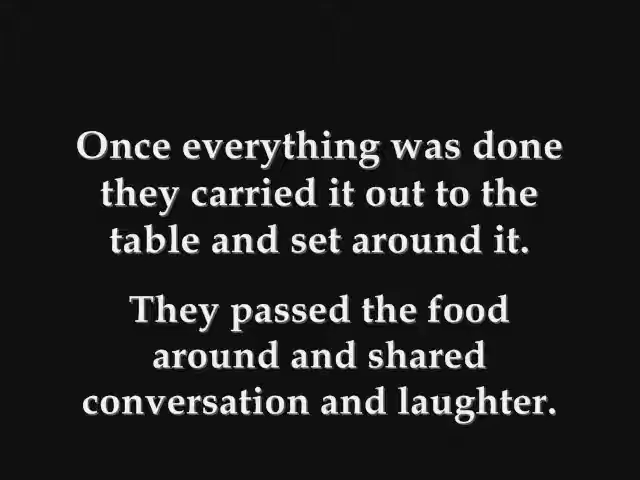 Once everything was done
they carried it out to the
table and set around it.
They passed the food
around and shared
conversation and laughter.